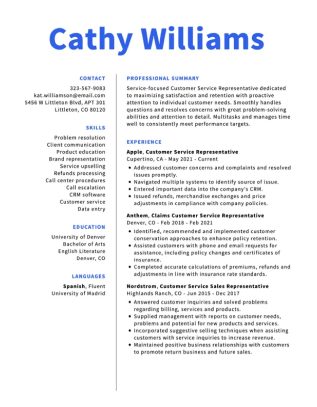 Cathy Williams
CONTACT
323-567-9083
kat.williamson@email.com
5456 W Littleton Blvd, APT 301
Littleton, CO 80120
SKILLS
Problem resolution
Client communication
Product education
Brand representation
Service upselling
Refunds processing
Call center procedures
Call escalation
CRM software
Customer service
Data entry
EDUCATION
University of Denver
Bachelor of Arts
English Literature
Denver, CO
LANGUAGES
Spanish, Fluent
University of Madrid
PROFESSIONAL SUMMARY
Service-focused Customer Service Representative dedicated
to maximizing satisfaction and retention with proactive
attention to individual customer needs. Smoothly handles
questions and resolves concerns with great problem-solving
abilities and attention to detail. Multitasks and manages time
well to consistently meet performance targets.
EXPERIENCE
Apple, Customer Service Representative
Cupertino, CA - May 2021 - Current
• Addressed customer concerns and complaints and resolved
issues promptly.
• Navigated multiple systems to identify source of issue.
• Entered important data into the company's CRM.
• Issued refunds, merchandise exchanges and price
adjustments in compliance with company policies.
Anthem, Claims Customer Service Representative
Denver, CO - Feb 2018 - Feb 2021
• Identified, recommended and implemented customer
conservation approaches to enhance policy retention.
• Assisted customers with phone and email requests for
assistance, including policy changes and certificates of
insurance.
• Completed accurate calculations of premiums, refunds and
adjustments in line with insurance rate standards.
Nordstrom, Customer Service Sales Representative
Highlands Ranch, CO - Jun 2015 - Dec 2017
• Answered customer inquiries and solved problems
regarding billing, services and products.
• Supplied management with reports on customer needs,
problems and potential for new products and services.
• Incorporated suggestive selling techniques when assisting
customers with service inquiries to increase revenue.
• Maintained positive business relationships with customers
to promote return business and future sales.